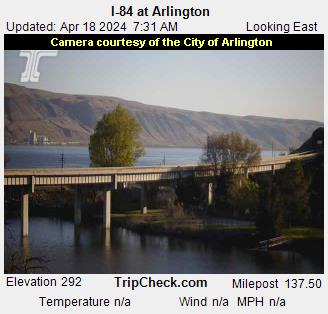 I-84 at Arlington
Updated: Apr 18 2024 7:31 AM Looking East
Camera courtesy of the City of Arlington
Elevation 292 TripCheck.com Milepost 137.50
Temperature n/a Wind n/a MPH n/a